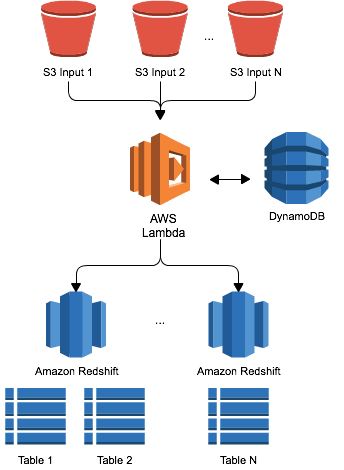 ...
S3 Input 1
S3 Input 2
S3 Input N
AWS
Lambda
DynamoDB
...
Amazon Redshift
Amazon Redshift
Table 1
Table 2
Table N